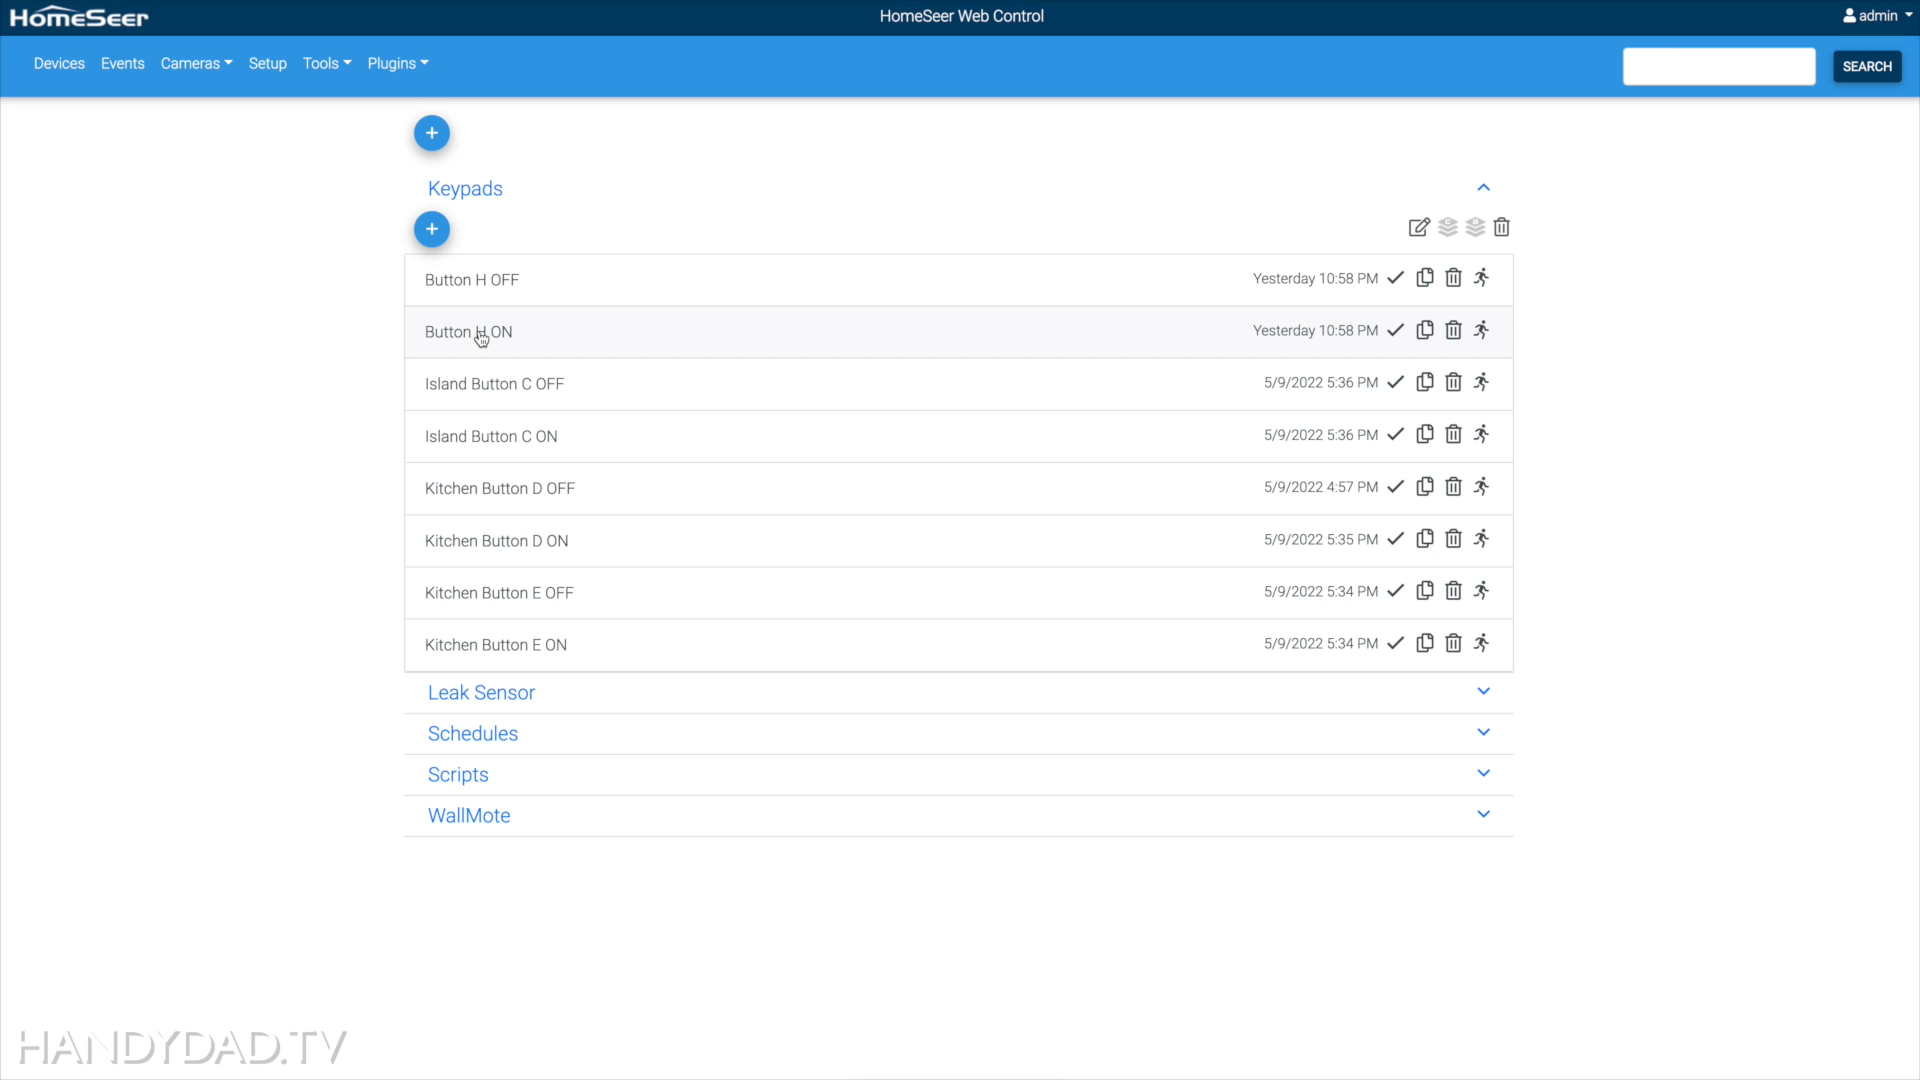 HomeSeer
HomeSeer Web Control
admin
Devices Events Cameras Setup Tools Plugins
SEARCH
Keypads
Button H OFF Yesterday 10:58 PM
Button H ON Yesterday 10:58 PM
Island Button C OFF 5/9/2022 5:36 PM
Island Button C ON 5/9/2022 5:36 PM
Kitchen Button D OFF 5/9/2022 4:57 PM
Kitchen Button D ON 5/9/2022 5:35 PM
Kitchen Button E OFF 5/9/2022 5:34 PM
Kitchen Button E ON 5/9/2022 5:34 PM
Leak Sensor
Schedules
Scripts
WallMote
HANDYDAD.TV